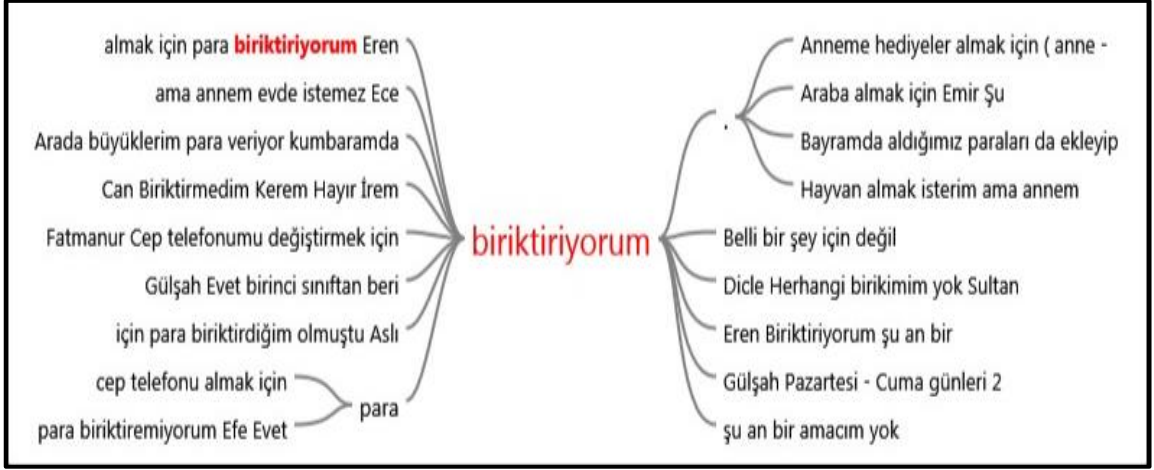 almak için para biriktiriyorum Eren
ama annem evde istemez Ece
Arada büyüklerim para veriyor kumbaramda
Can Biriktirmedim Kerem Hayır İrem
Fatmanur Cep telefonumu değiştirmek için
Gülşah Evet birinci sınıftan beri
için para biriktirdiğim olmuştu Aslı
cep telefonu almak için
para biriktiremiyorum Efe Evet
para
biriktiriyorum
.
Anneme hediyeler almak için ( anne -
Araba almak için Emir Şu
Bayramda aldığımız paraları da ekleyip
Hayvan almak isterim ama annem
Belli bir şey için değil
Dicle Herhangi birikimim yok Sultan
Eren Biriktiriyorum şu an bir
Gülşah Pazartesi - Cuma günleri 2
şu an bir amacım yok